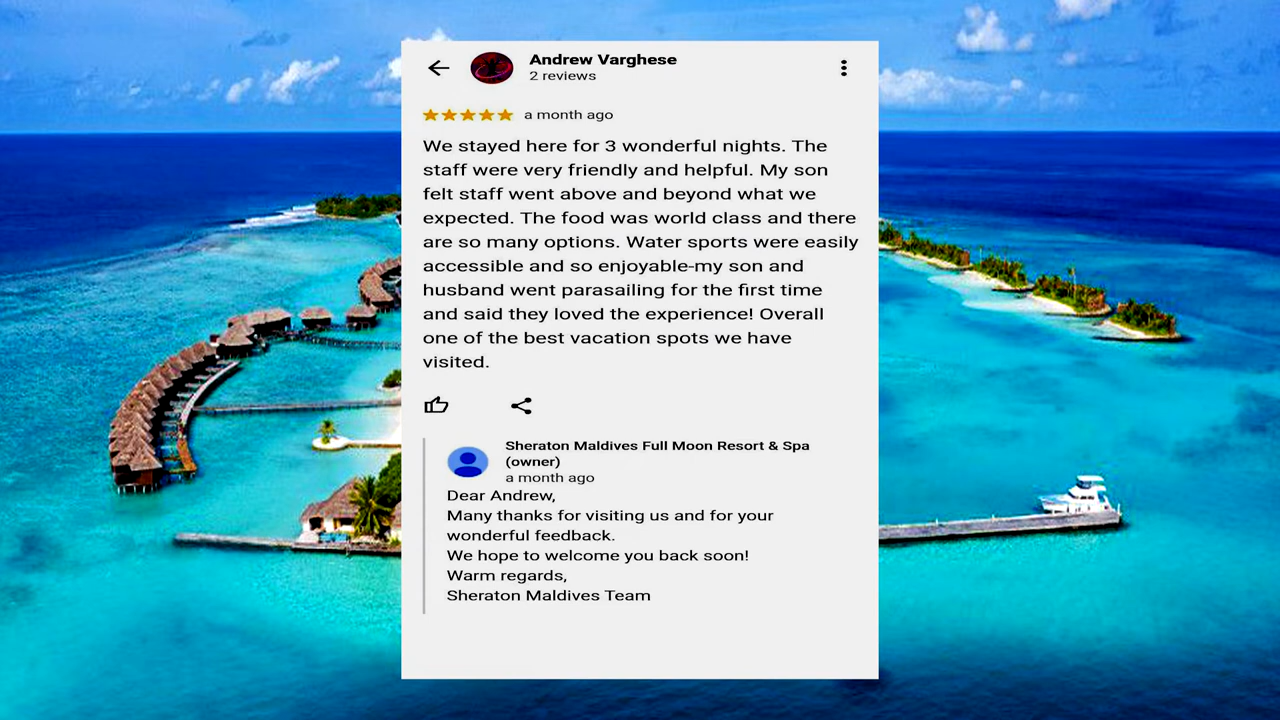 Andrew Varghese
2 reviews
a month ago
We stayed here for 3 wonderful nights. The
staff were very friendly and helpful. My son
felt staff went above and beyond what we
expected. The food was world class and there
are so many options. Water sports were easily
accessible and so enjoyable-my son and
husband went parasailing for the first time
and said they loved the experience! Overall
one of the best vacation spots we have
visited.
Sheraton Maldives Full Moon Resort & Spa
(owner)
a month ago
Dear Andrew,
Many thanks for visiting us and for your
wonderful feedback.
We hope to welcome you back soon!
Warm regards,
Sheraton Maldives Team